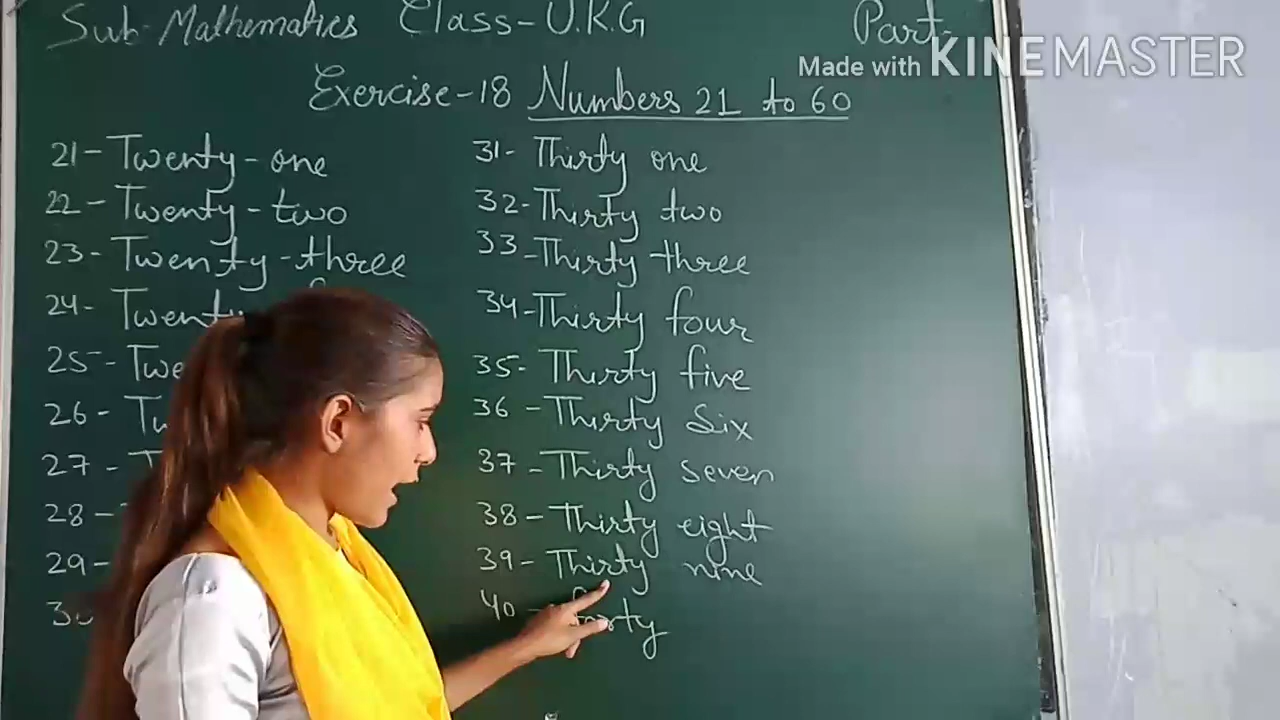 Sub-Mathematics Class-U.K.G Part-
Made with KINEMASTER
Exercise-18 Numbers 21 to 60
21-Twenty-one
22-Twenty-two
23-Twenty-three
24-Twenty
25-Twe
26-
27-
28-
29-
31-Thirty one
32-Thirty two
33-Thirty three
34-Thirty four
35-Thirty five
36-Thirty six
37-Thirty seven
38-Thirty eight
39-Thirty nine
40-forty